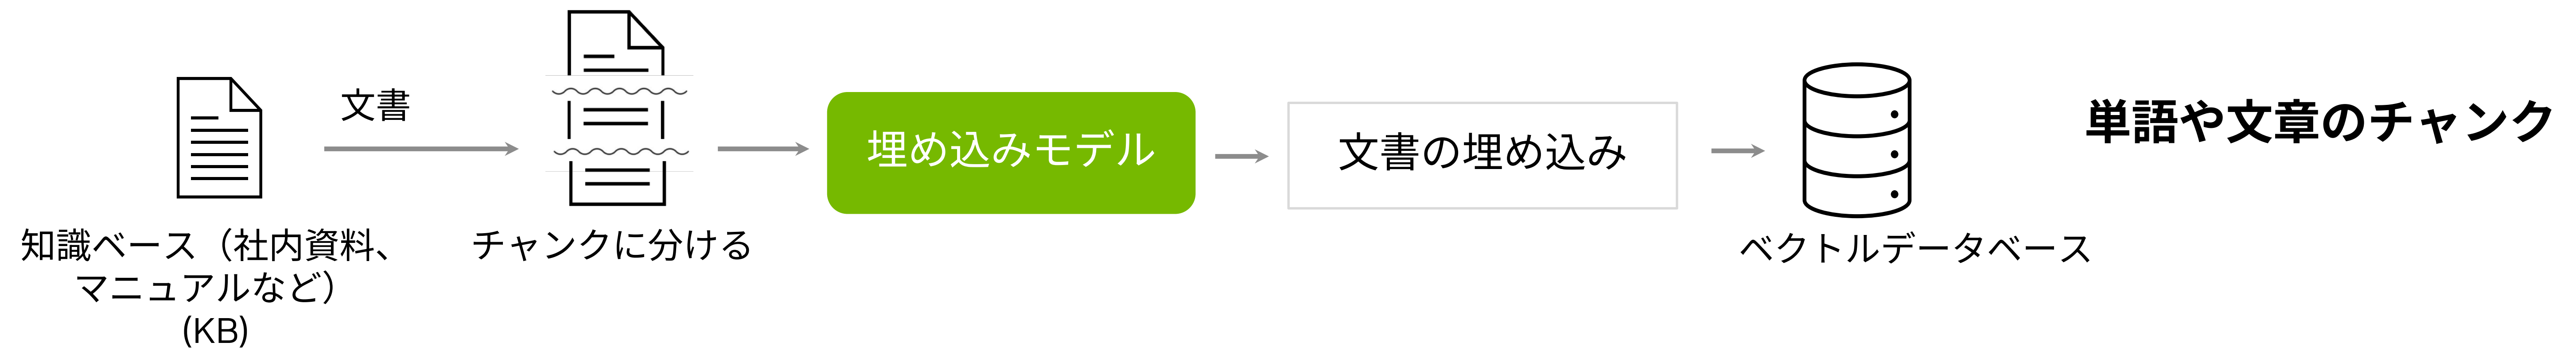 文書
知識ベース（社内資料、
マニュアルなど）
(KB)
チャンクに分ける
埋め込みモデル
文書の埋め込み
ベクトルデータベース
単語や文章のチャンク